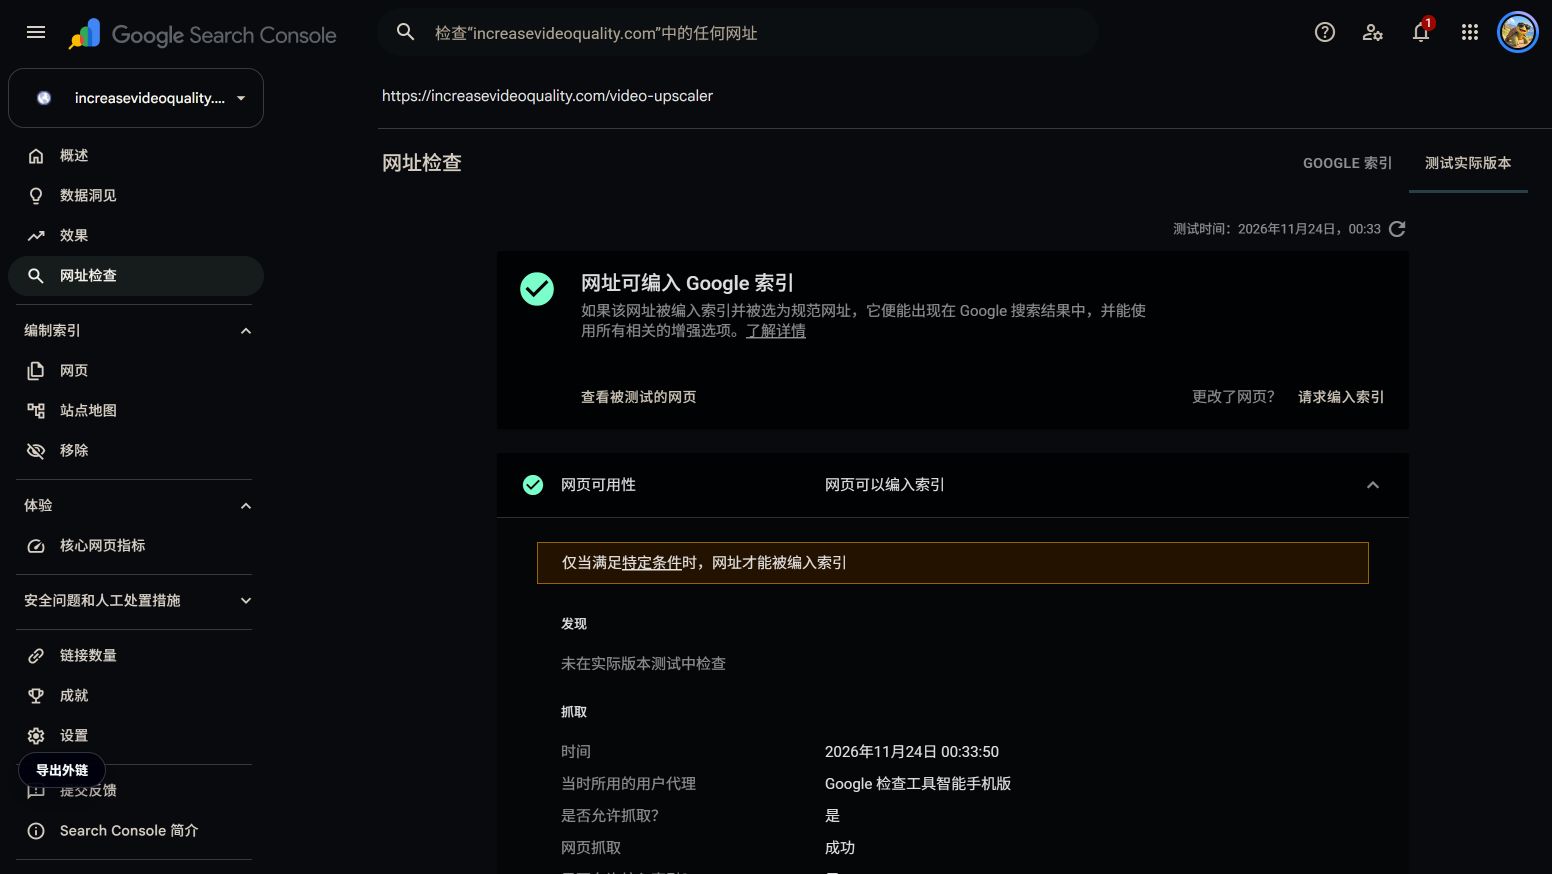 Google Search Console
检查“increasevideoquality.com”中的任何网址
1
increasevideoquality....
https://increasevideoquality.com/video-upscaler
概述
数据洞见
效果
网址检查
编制索引
网页
站点地图
移除
体验
核心网页指标
安全问题和人工处置措施
链接数量
成就
设置
导出外链
提交反馈
Search Console 简介
网址检查
GOOGLE 索引
测试实际版本
测试时间：2026年11月24日，00:33
网址可编入 Google 索引
如果该网址被编入索引并被选为规范网址，它便能出现在 Google 搜索结果中，并能使
用所有相关的增强选项。了解详情
查看被测试的网页
更改了网页？
请求编入索引
网页可用性
网页可以编入索引
仅当满足特定条件时，网址才能被编入索引
发现
未在实际版本测试中检查
抓取
时间
2026年11月24日 00:33:50
当时所用的用户代理
Google 检查工具智能手机版
是否允许抓取？
是
网页抓取
成功